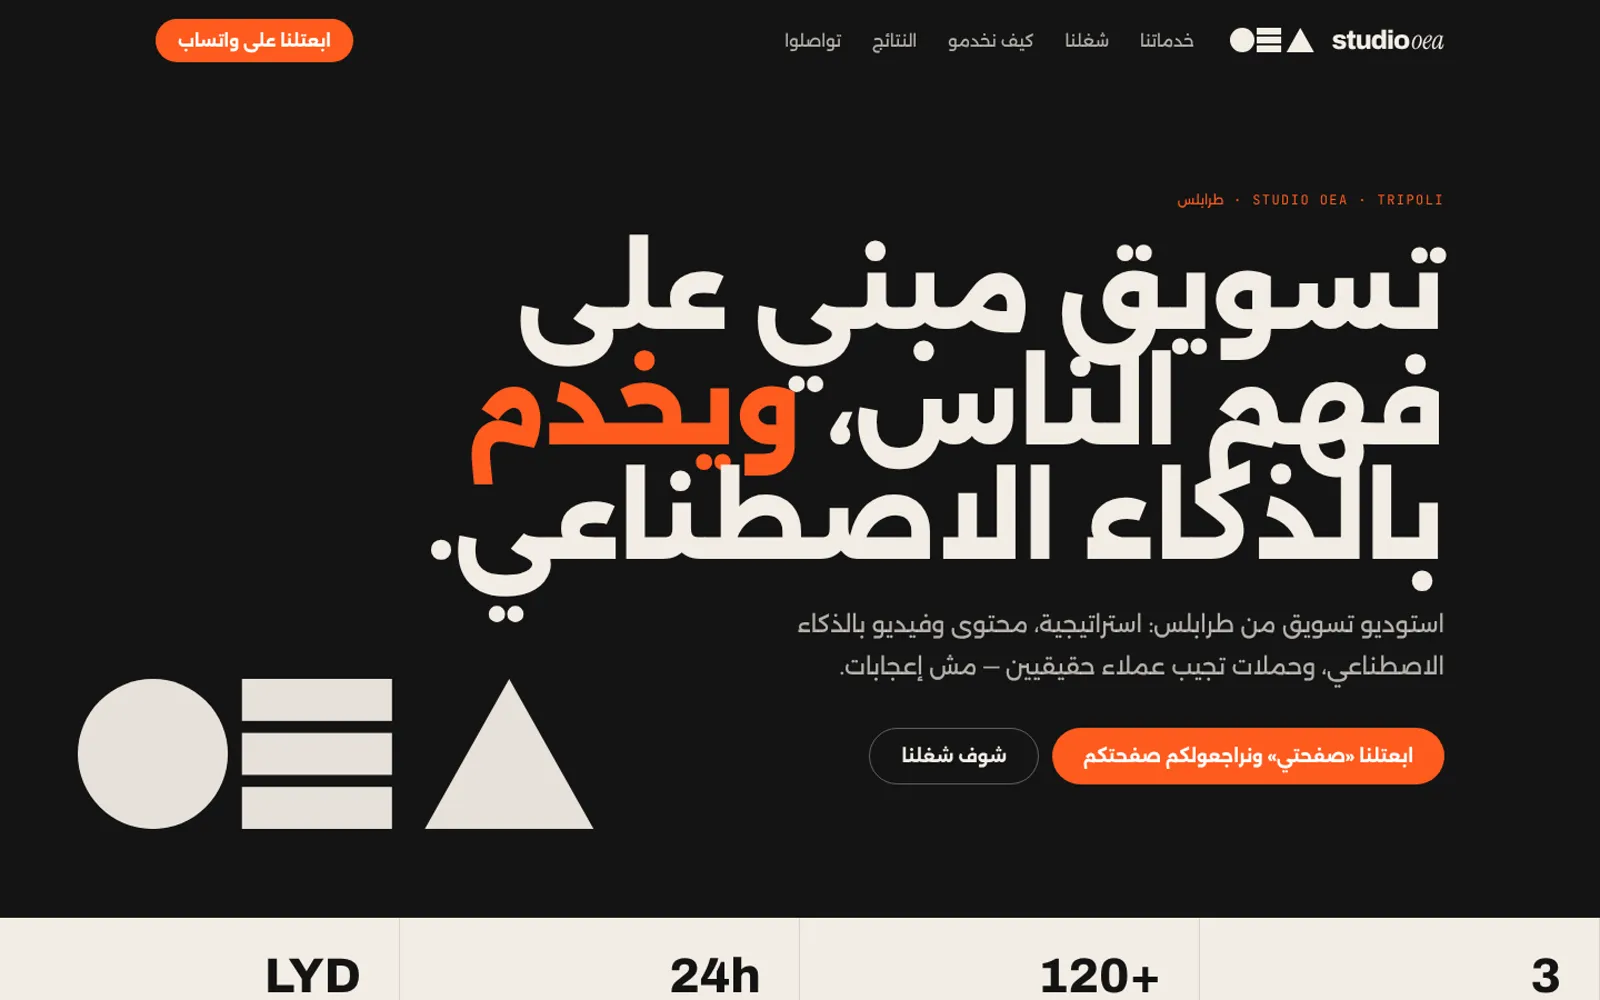 studio oea
خدماتنا
شغلنا
كيف نخدمو
النتائج
تواصلوا
ابعتلنا على واتساب
STUDIO OEA · TRIPOLI · طرابلس
تسويق مبني على
فهم الناس، ويخدم
بالذكاء الاصطناعي.
استوديو تسويق من طرابلس: استراتيجية، محتوى وفيديو بالذكاء
الاصطناعي، وحملات تجيب عملاء حقيقيين — مش إعجابات.
ابعتلنا «صفحتي» ونراجعولكم صفحتكم
شوف شغلنا
3
120+
24h
LYD